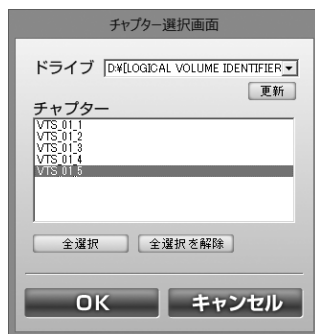 チャプター選択画面
ドライブ D:¥[LOGICAL VOLUME IDENTIFIER
更新
チャプター
VTS_01_1
VTS_01_2
VTS_01_3
VTS_01_4
VTS_01_5
全選択 全選択を解除
OK キャンセル